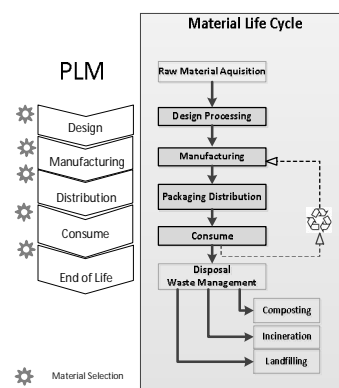 Material Life Cycle
PLM
Raw Material Aquisition
Design Processing
Design
Manufacturing
Manufacturing
Distribution
Packaging Distribution
Consume
Consume
End of Life
Disposal
Waste Management
Composting
Incineration
Landfilling
Material Selection